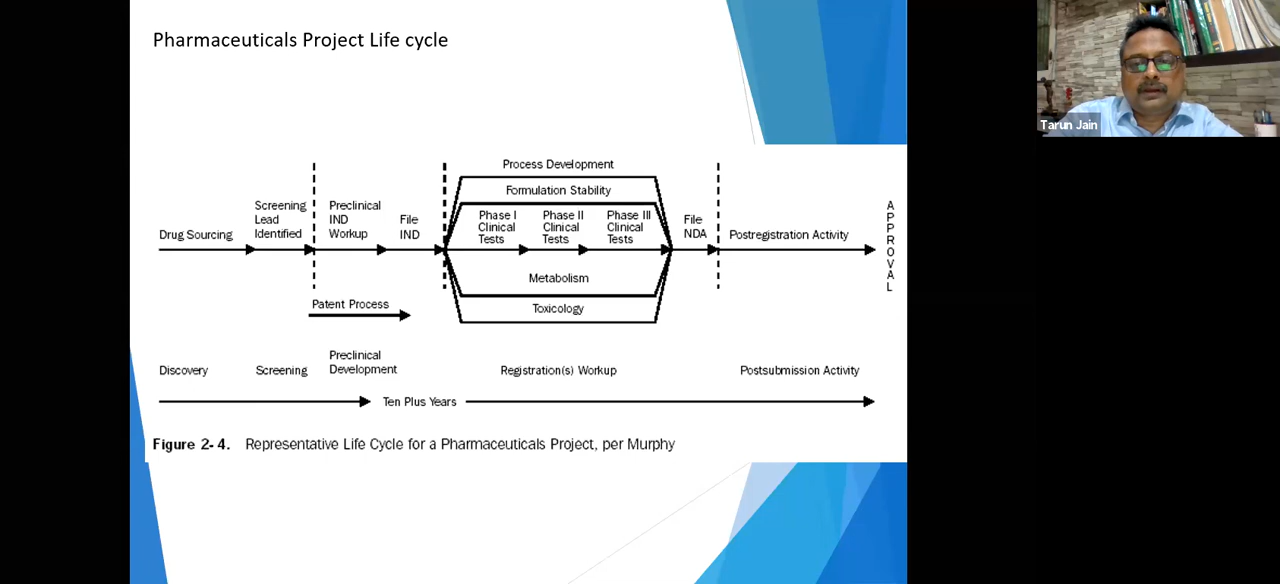 Pharmaceuticals Project Life cycle
Tarun Jain
Process Development
Formulation Stability
Screening
Lead
Identified
Preclinical
IND
Workup
File
IND
Phase I
Clinical
Tests
Phase II
Clinical
Tests
Phase III
Clinical
Tests
File
NDA
Drug Sourcing
Postregistration Activity
APPROVAL
Metabolism
Patent Process
Toxicology
Discovery
Screening
Preclinical
Development
Registration(s) Workup
Postsubmission Activity
Ten Plus Years
Figure 2-4. Representative Life Cycle for a Pharmaceuticals Project, per Murphy